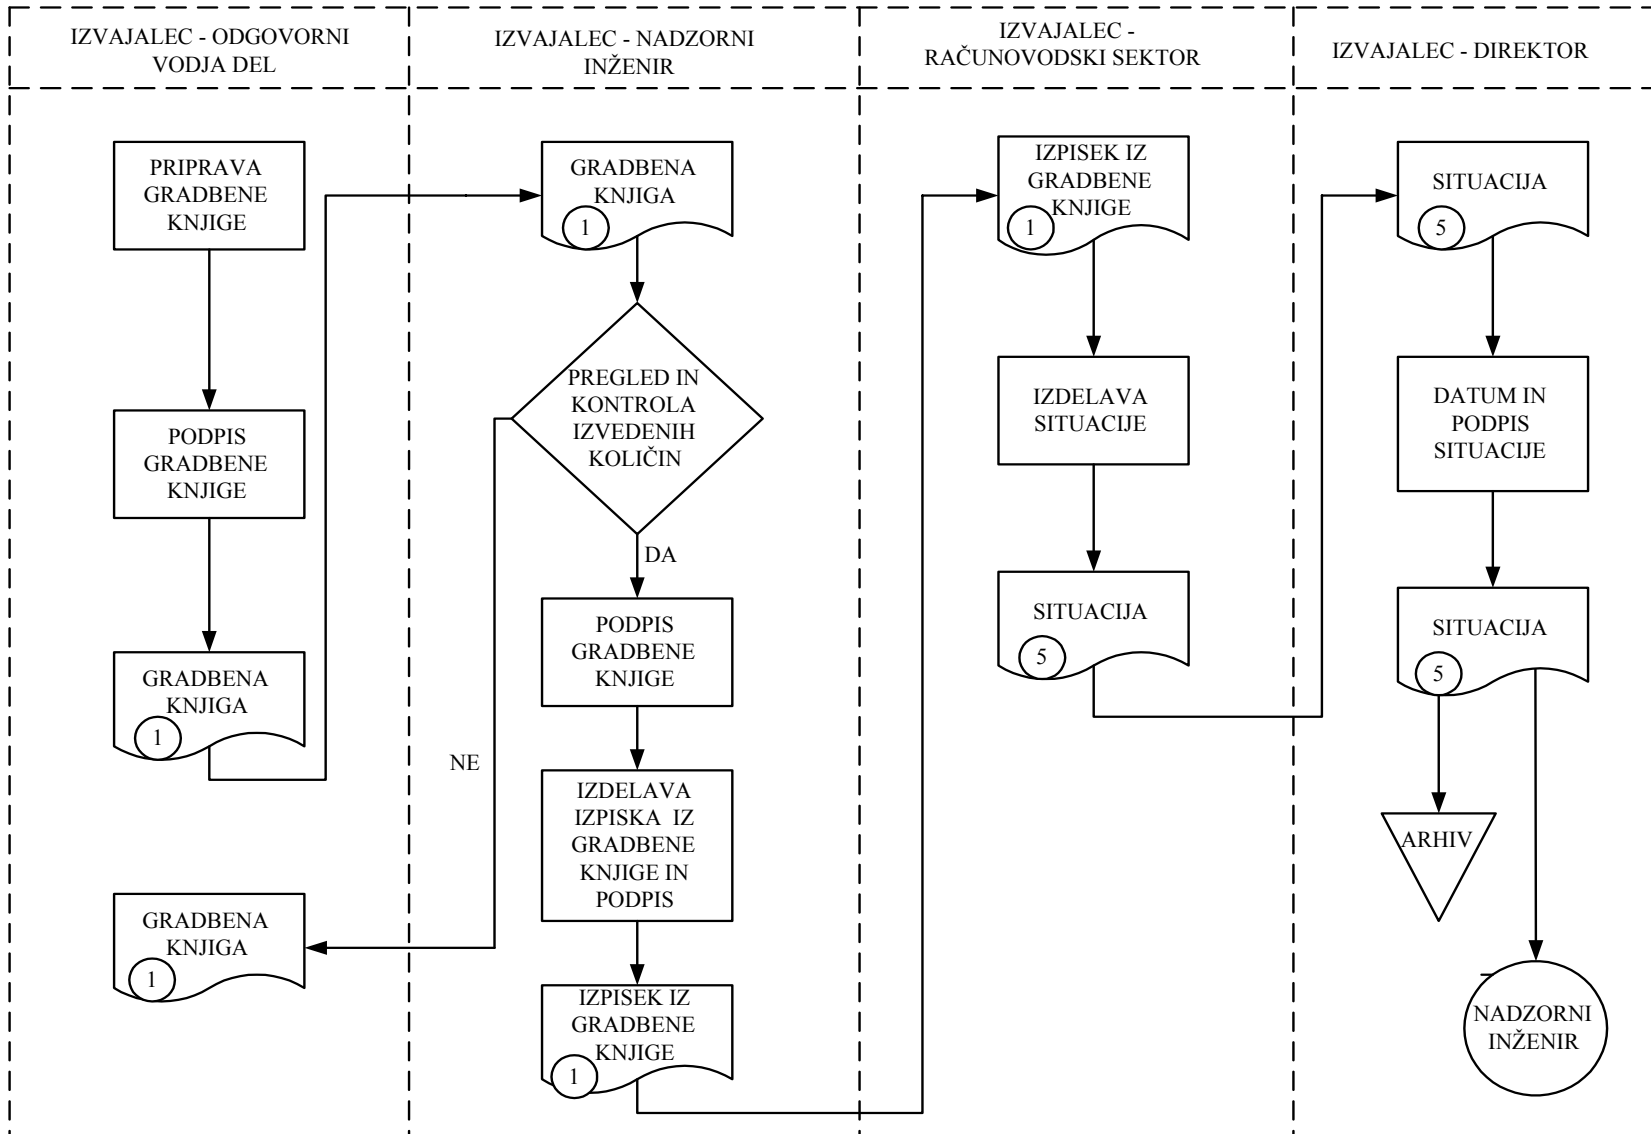 IZVAJALEC - ODGOVORNI
VODJA DEL
IZVAJALEC - NADZORNI
INŽENIR
IZVAJALEC -
RAČUNOVODSKI SEKTOR
IZVAJALEC - DIREKTOR
PRIPRAVA
GRADBENE
KNJIGE
PODPIS
GRADBENE
KNJIGE
GRADBENA
KNJIGA
1
GRADBENA
KNJIGA
1
GRADBENA
KNJIGA
1
PREGLED IN
KONTROLA
IZVEDENIH
KOLIČIN
DA
NE
PODPIS
GRADBENE
KNJIGE
IZDELAVA
IZPISKA IZ
GRADBENE
KNJIGE IN
PODPIS
IZPISEK IZ
GRADBENE
KNJIGE
1
IZPISEK IZ
GRADBENE
KNJIGE
1
IZDELAVA
SITUACIJE
SITUACIJA
5
SITUACIJA
5
DATUM IN
PODPIS
SITUACIJE
SITUACIJA
5
ARHIV
NADZORNI
INŽENIR